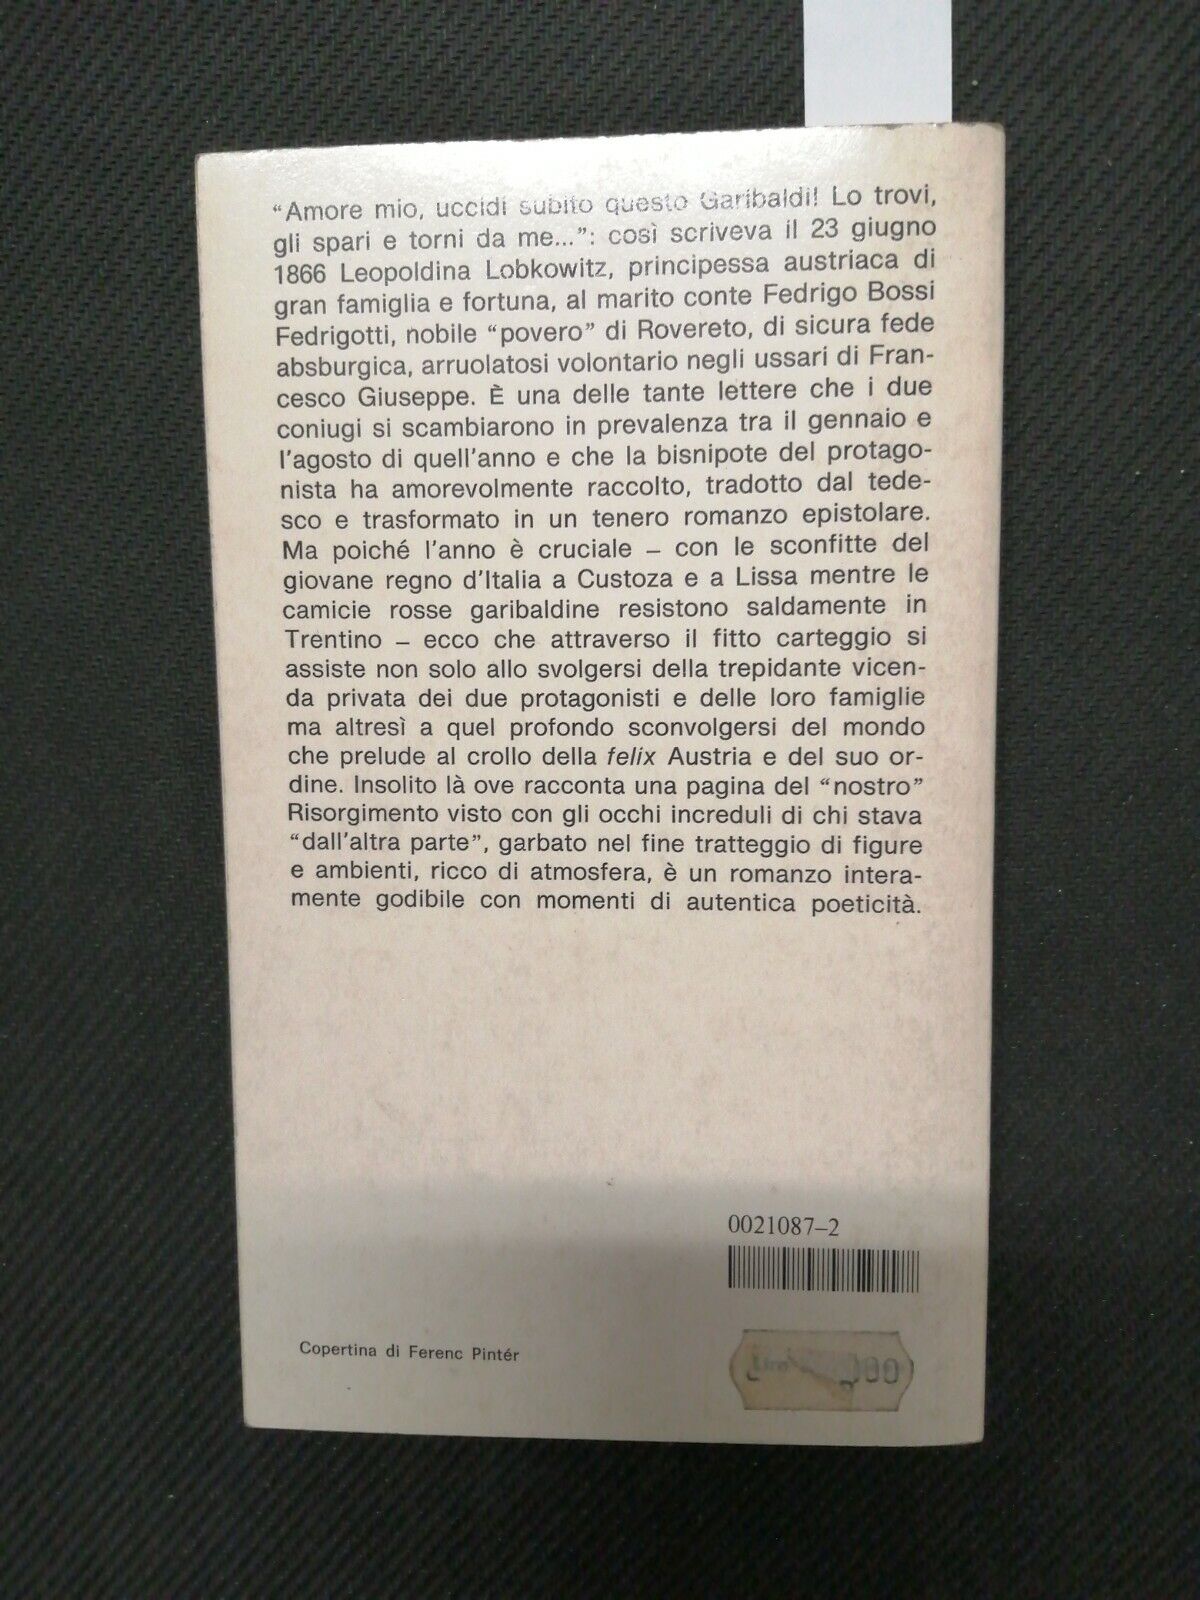 “Amore mio, uccidi subito questo Garibaldi! Lo trovi,
gli spari e torni da me...”: così scriveva il 23 giugno
1866 Leopoldina Lobkowitz, principessa austriaca di
gran famiglia e fortuna, al marito conte Fedrigo Bossi
Fedrigotti, nobile “povero” di Rovereto, di sicura fede
absburgica, arruolatosi volontario negli ussari di Fran-
cesco Giuseppe. È una delle tante lettere che i due
coniugi si scambiarono in prevalenza tra il gennaio e
l'agosto di quell'anno e che la bisnipote del protago-
nista ha amorevolmente raccolto, tradotto dal tede-
sco e trasformato in un tenero romanzo epistolare.
Ma poiché l'anno è cruciale – con le sconfitte del
giovane regno d'Italia a Custoza e a Lissa mentre le
camicie rosse garibaldine resistono saldamente in
Trentino – ecco che attraverso il fitto carteggio si
assiste non solo allo svolgersi della trepidante vicen-
da privata dei due protagonisti e delle loro famiglie
ma altresì a quel profondo sconvolgersi del mondo
che prelude al crollo della felix Austria e del suo or-
dine. Insolito là ove racconta una pagina del “nostro”
Risorgimento visto con gli occhi increduli di chi stava
“dall'altra parte”, garbato nel fine tratteggio di figure
e ambienti, ricco di atmosfera, è un romanzo intera-
mente godibile con momenti di autentica poeticità.
0021087–2
Copertina di Ferenc Pintér